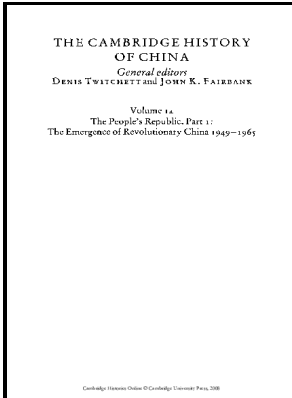 THE CAMBRIDGE HISTORY
OF CHINA
General editors
DENIS TWITCHETT and JOHN K. FAIRBANK
Volume 14
The People's Republic, Part 1:
The Emergence of Revolutionary China 1949–1965
Cambridge Histories Online © Cambridge University Press, 2008